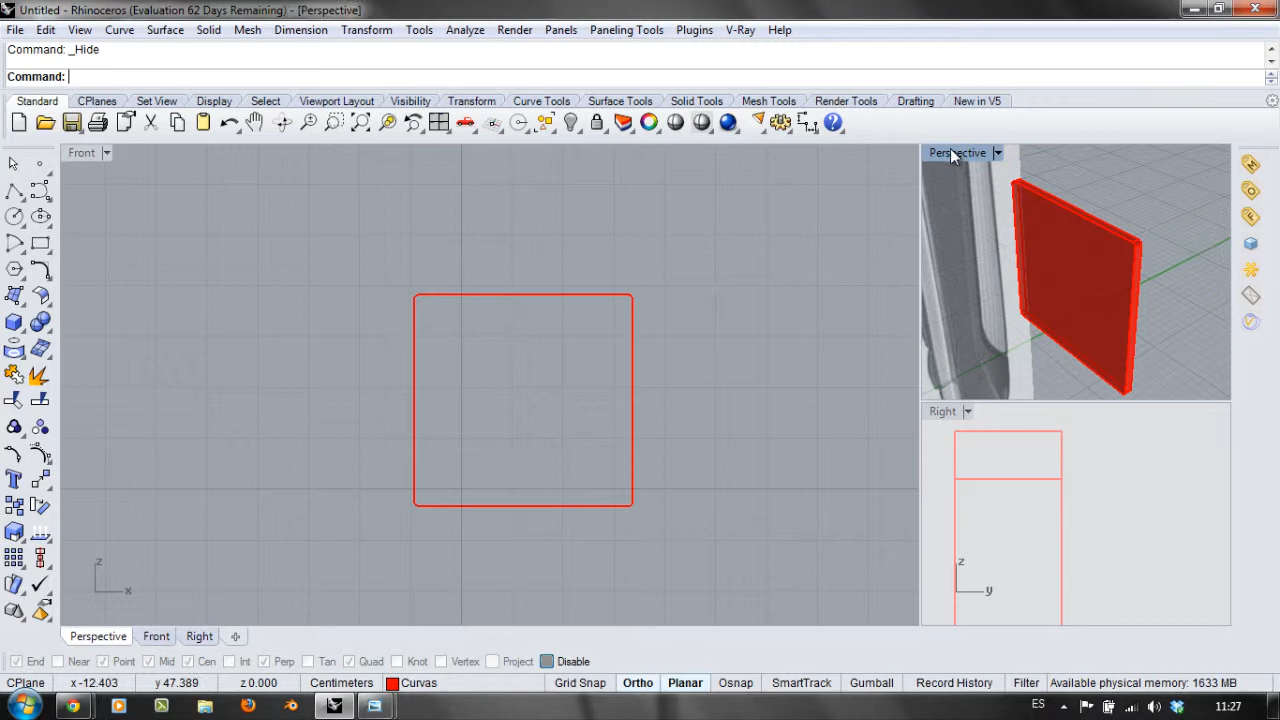 Untitled - Rhinoceros (Evaluation 62 Days Remaining) - [Perspective]
File Edit View Curve Surface Solid Mesh Dimension Transform Tools Analyze Render Panels Paneling Tools Plugins V-Ray Help
Command: _Hide
Command:
Standard CPlanes Set View Display Select Viewport Layout Visibility Transform Curve Tools Surface Tools Solid Tools Mesh Tools Render Tools Drafting New in V5
Front
Perspective
Right
z
x
z
y
Perspective Front Right
End Near Point Mid Cen Int Perp Tan Quad Knot Vertex Project Disable
CPlane x -12.403 y 47.389 z 0.000 Centimeters Curvas Grid Snap Ortho Planar Osnap SmartTrack Gumball Record History Filter Available physical memory: 1633 MB
ES 11:27